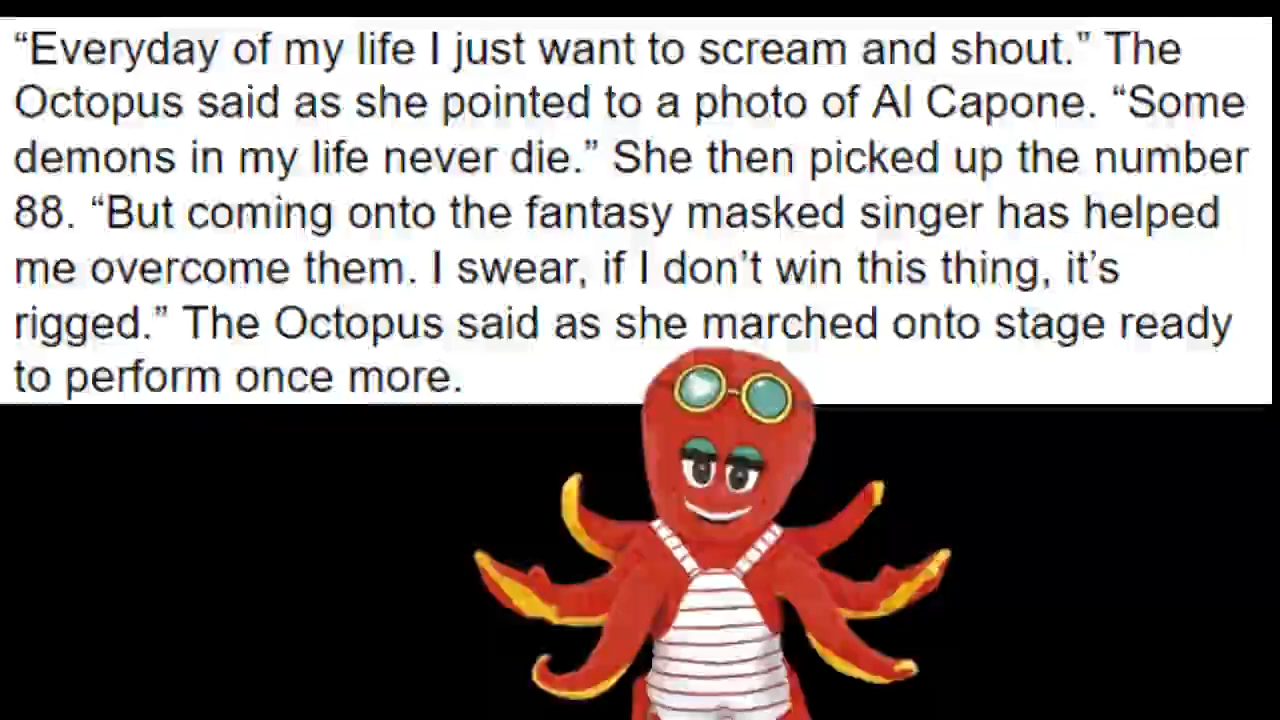 “Everyday of my life I just want to scream and shout.” The
Octopus said as she pointed to a photo of Al Capone. “Some
demons in my life never die.” She then picked up the number
88. “But coming onto the fantasy masked singer has helped
me overcome them. I swear, if I don’t win this thing, it’s
rigged.” The Octopus said as she marched onto stage ready
to perform once more.